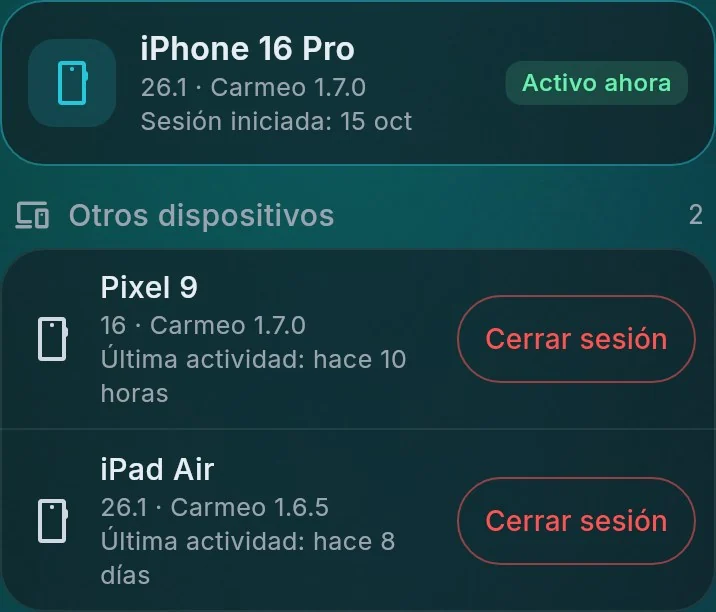 iPhone 16 Pro
26.1 · Carmeo 1.7.0
Sesión iniciada: 15 oct
Activo ahora
Otros dispositivos
2
Pixel 9
16 · Carmeo 1.7.0
Última actividad: hace 10
horas
Cerrar sesión
iPad Air
26.1 · Carmeo 1.6.5
Última actividad: hace 8
días
Cerrar sesión